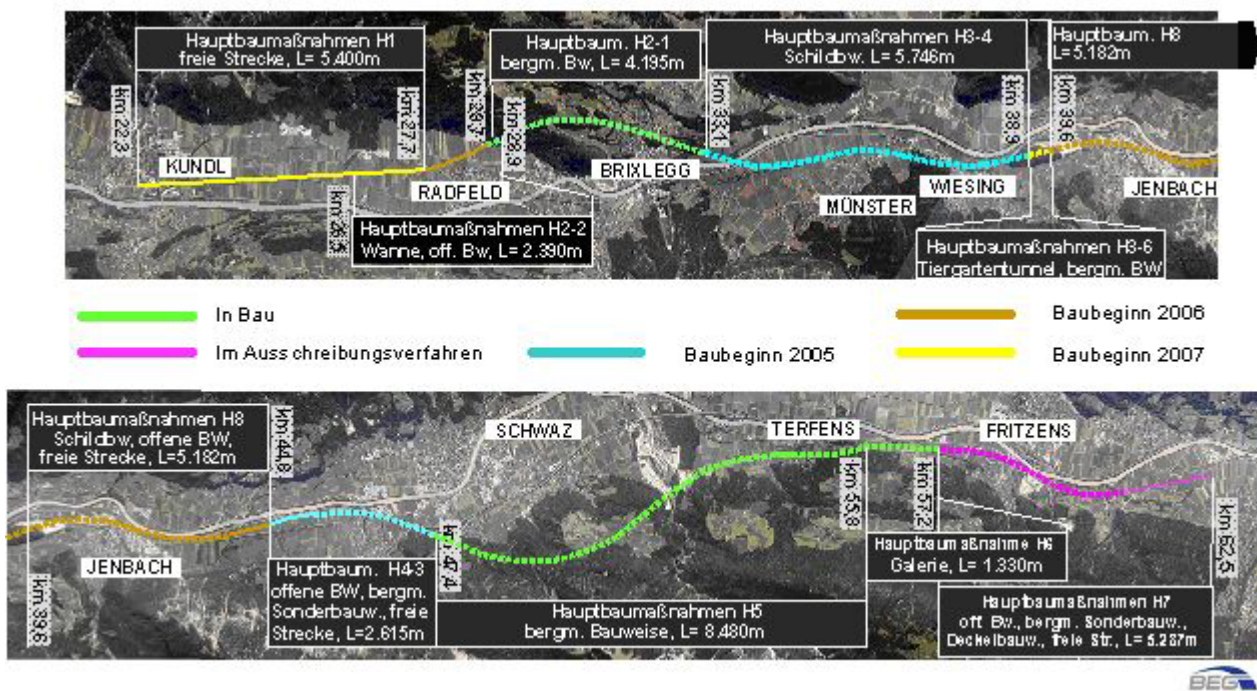 Hauptbaumaßnahmen H1
freie Strecke, L= 5.400m
Hauptbaum. H2-1
bergm. Bw, L= 4.195m
Hauptbaumaßnahmen H3-4
Schildbw. L= 5.746m
Hauptbaum. H8
L= 5.182m
km 22,3
km 27,7
km 28,9
km 33,1
km 38,9
km 39,6
KUNDL
RADFELD
BRIXLEGG
MÜNSTER
WIESING
JENBACH
Hauptbaumaßnahmen H2-2
Wanne, off. Bw, L= 2.390m
Hauptbaumaßnahmen H3-6
Tiergartentunnel, bergm. BW
In Bau
Baubeginn 2006
Im Ausschreibungsverfahren
Baubeginn 2005
Baubeginn 2007
Hauptbaumaßnahmen H8
Schildbw, offene BW,
freie Strecke, L=5.182m
km 44,8
SCHWAZ
TERFENS
FRITZENS
km 39,6
JENBACH
km 47,4
km 55,8
km 57,2
km 62,5
Hauptbaum. H4-3
offene BW, bergm.
Sonderbauw., freie
Strecke, L=2.615m
Hauptbaumaßnahmen H5
bergm. Bauweise, L= 8.480m
Hauptbaumaßnahme H6
Galerie, L= 1.330m
Hauptbaumaßnahmen H7
off. Bw., bergm. Sonderbauw.,
Deckelbauw., freie Str., L= 5.287m
BEG